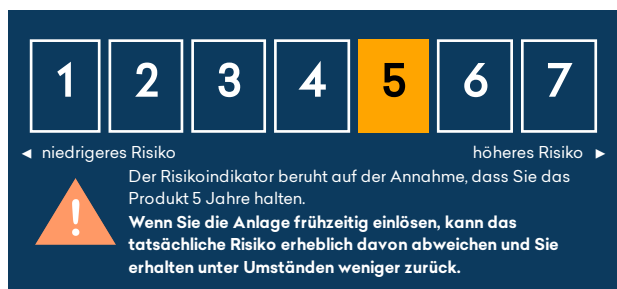 1 2 3 4 5 6 7
◄ niedrigeres Risiko höheres Risiko ►
Der Risikoindikator beruht auf der Annahme, dass Sie das
Produkt 5 Jahre halten.
Wenn Sie die Anlage frühzeitig einlösen, kann das
tatsächliche Risiko erheblich davon abweichen und Sie
erhalten unter Umständen weniger zurück.